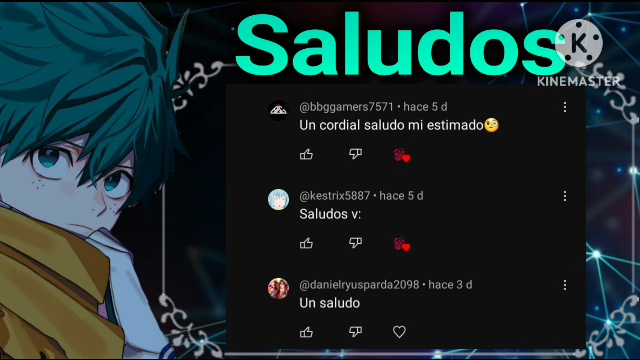 Saludos
KINEMASTER
@bbggamers7571 • hace 5 d
Un cordial saludo mi estimado🧐
@kestrix5887 • hace 5 d
Saludos v:
@danielryusparda2098 • hace 3 d
Un saludo